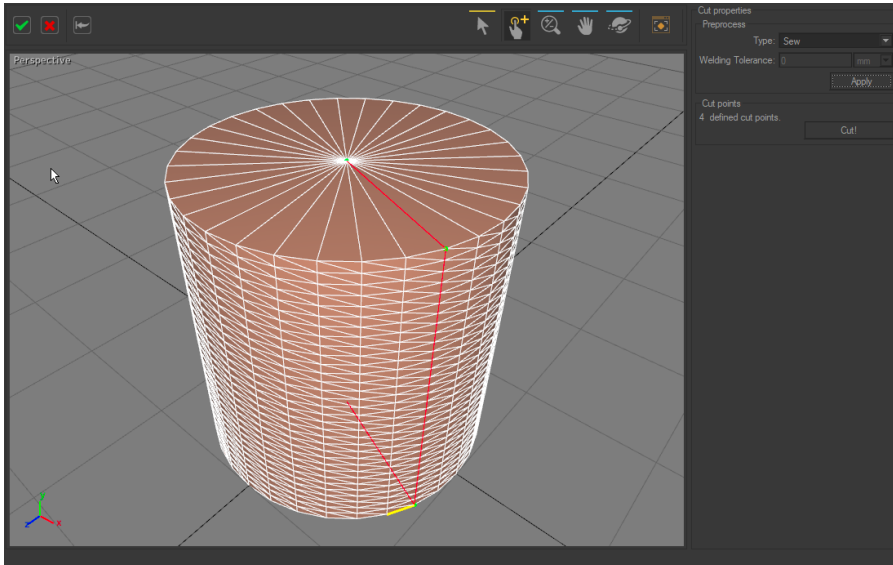 Perspective
Cut properties
Preprocess
Type: Sew
Welding Tolerance: 0 mm
Apply
Cut points
4 defined cut points.
Cut!
z
x